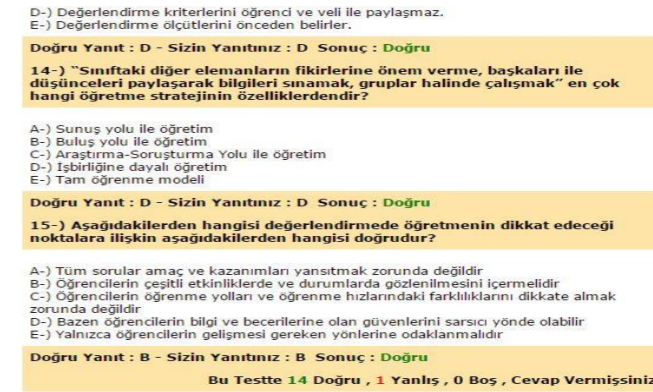 D-) Değerlendirme kriterlerini öğrenci ve veli ile paylaşmaz.
E-) Değerlendirme ölçütlerini önceden belirler.
Doğru Yanıt : D - Sizin Yanıtınız : D Sonuç : Doğru
14-) “Sınıftaki diğer elemanların fikirlerine önem verme, başkaları ile
düşünceleri paylaşarak bilgileri sınamak, gruplar halinde çalışmak” en çok
hangi öğretme stratejinin özelliklerdendir?
A-) Sunuş yolu ile öğretim
B-) Buluş yolu ile öğretim
C-) Araştırma-Soruşturma Yolu ile öğretim
D-) İşbirliğine dayalı öğretim
E-) Tam öğrenme modeli
Doğru Yanıt : D - Sizin Yanıtınız : D Sonuç : Doğru
15-) Aşağıdakilerden hangisi değerlendirmede öğretmenin dikkat edeceği
noktalara ilişkin aşağıdakilerden hangisi doğrudur?
A-) Tüm sorular amaç ve kazanımları yansıtmak zorunda değildir
B-) Öğrencilerin çeşitli etkinliklerde ve durumlarda gözlenilmesini içermelidir
C-) Öğrencilerin öğrenme yolları ve öğrenme hızlarındaki farklılıklarını dikkate almak
zorunda değildir
D-) Bazen öğrencilerin bilgi ve becerilerine olan güvenlerini sarsıcı yönde olabilir
E-) Yalnızca öğrencilerin gelişmesi gereken yönlerine odaklanmalıdır
Doğru Yanıt : B - Sizin Yanıtınız : B Sonuç : Doğru
Bu Testte 14 Doğru , 1 Yanlış , 0 Boş , Cevap Vermişsiniz